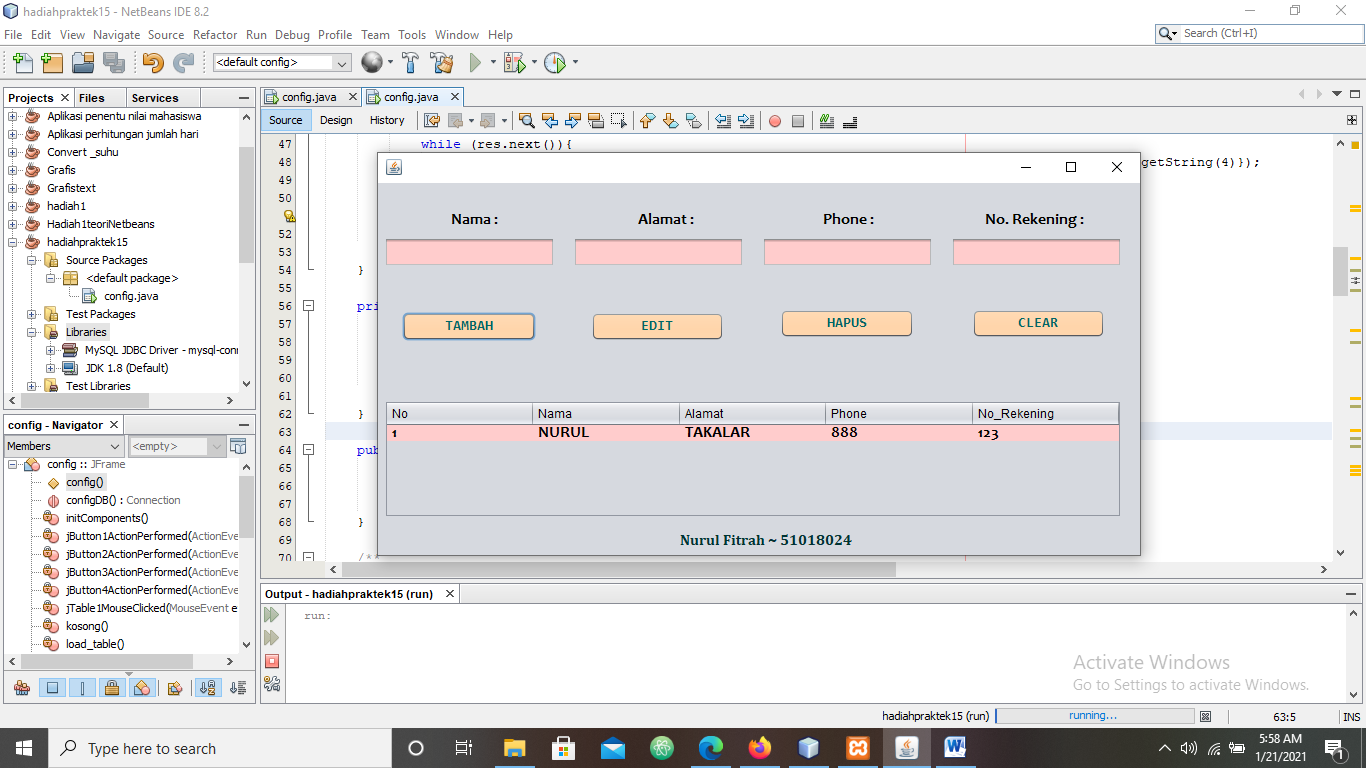 hadiahpraktek15 - NetBeans IDE 8.2
File Edit View Navigate Source Refactor Run Debug Profile Team Tools Window Help
Search (Ctrl+I)
<default config>
Projects Files Services
Aplikasi penentu nilai mahasiswa
Aplikasi perhitungan jumlah hari
Convert _suhu
Grafis
Grafistext
hadiah1
Hadiah1teoriNetbeans
hadiahpraktek15
Source Packages
<default package>
config.java
Test Packages
Libraries
MySQL JDBC Driver - mysql-conn
JDK 1.8 (Default)
Test Libraries
config - Navigator
Members <empty>
config :: JFrame
config()
configDB() : Connection
initComponents()
jButton1ActionPerformed(ActionEve
jButton2ActionPerformed(ActionEve
jButton3ActionPerformed(ActionEve
jButton4ActionPerformed(ActionEve
jTable1MouseClicked(MouseEvent e
kosong()
load_table()
config.java config.java
Source Design History
47 while (res.next()){
48 getString(4)});
49
50
52
53
54 }
55
56 pri
57
58
59
60
61
62 }
63
64 pub
65
66
67
68 }
69
70 /**
Nama : Alamat : Phone : No. Rekening :
TAMBAH EDIT HAPUS CLEAR
No Nama Alamat Phone No_Rekening
1 NURUL TAKALAR 888 123
Nurul Fitrah ~ 51018024
Output - hadiahpraktek15 (run)
run:
Activate Windows
Go to Settings to activate Windows.
hadiahpraktek15 (run) running... 63:5 INS
Type here to search
5:58 AM
1/21/2021
1